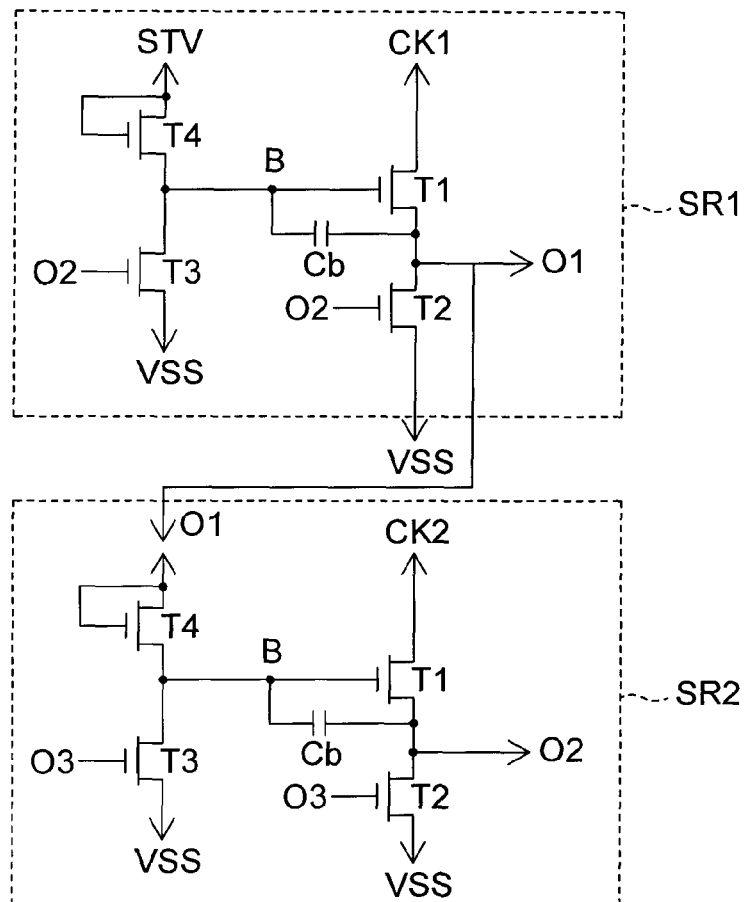 STV
CK1
T4
B
T1
SR1
Cb
O2
T3
O1
O2
T2
VSS
VSS
O1
CK2
T4
B
T1
SR2
Cb
O3
T3
O2
O3
T2
VSS
VSS